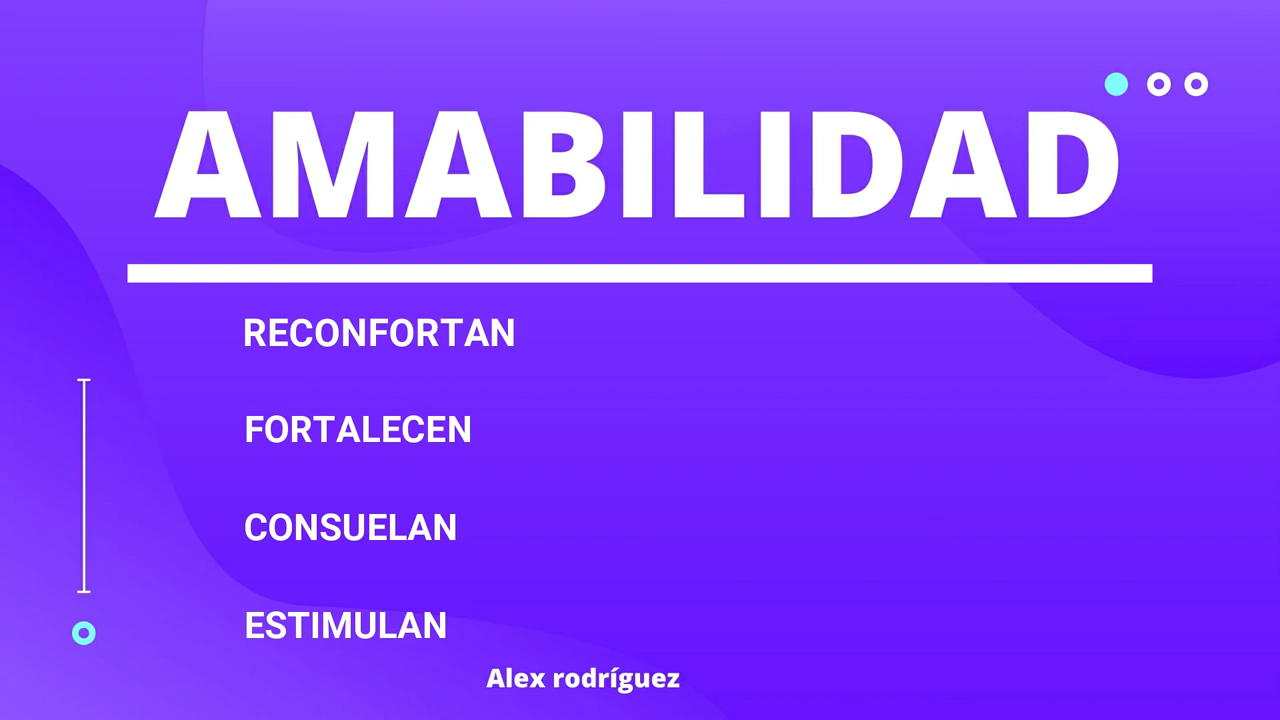 AMABILIDAD
RECONFORTAN
FORTALECEN
CONSUELAN
ESTIMULAN
Alex rodríguez